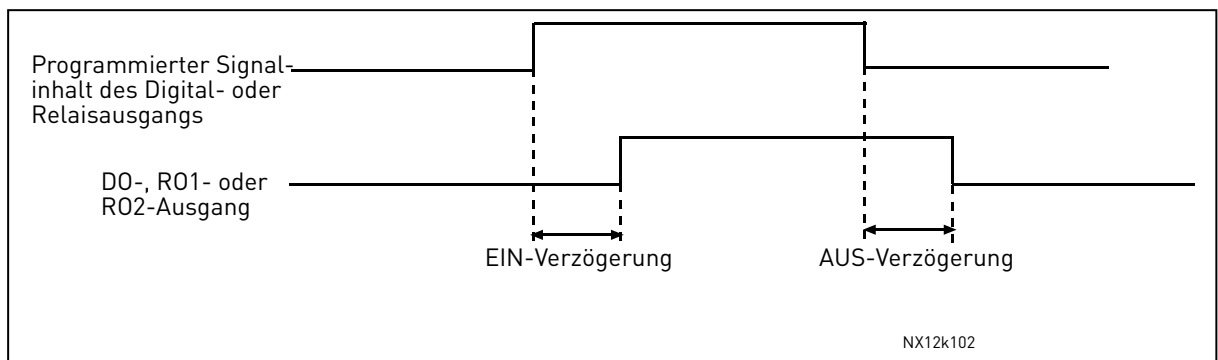 Programmierter Signal-
inhalt des Digital- oder
Relaisausgangs
DO-, RO1- oder
RO2-Ausgang
EIN-Verzögerung
AUS-Verzögerung
NX12k102